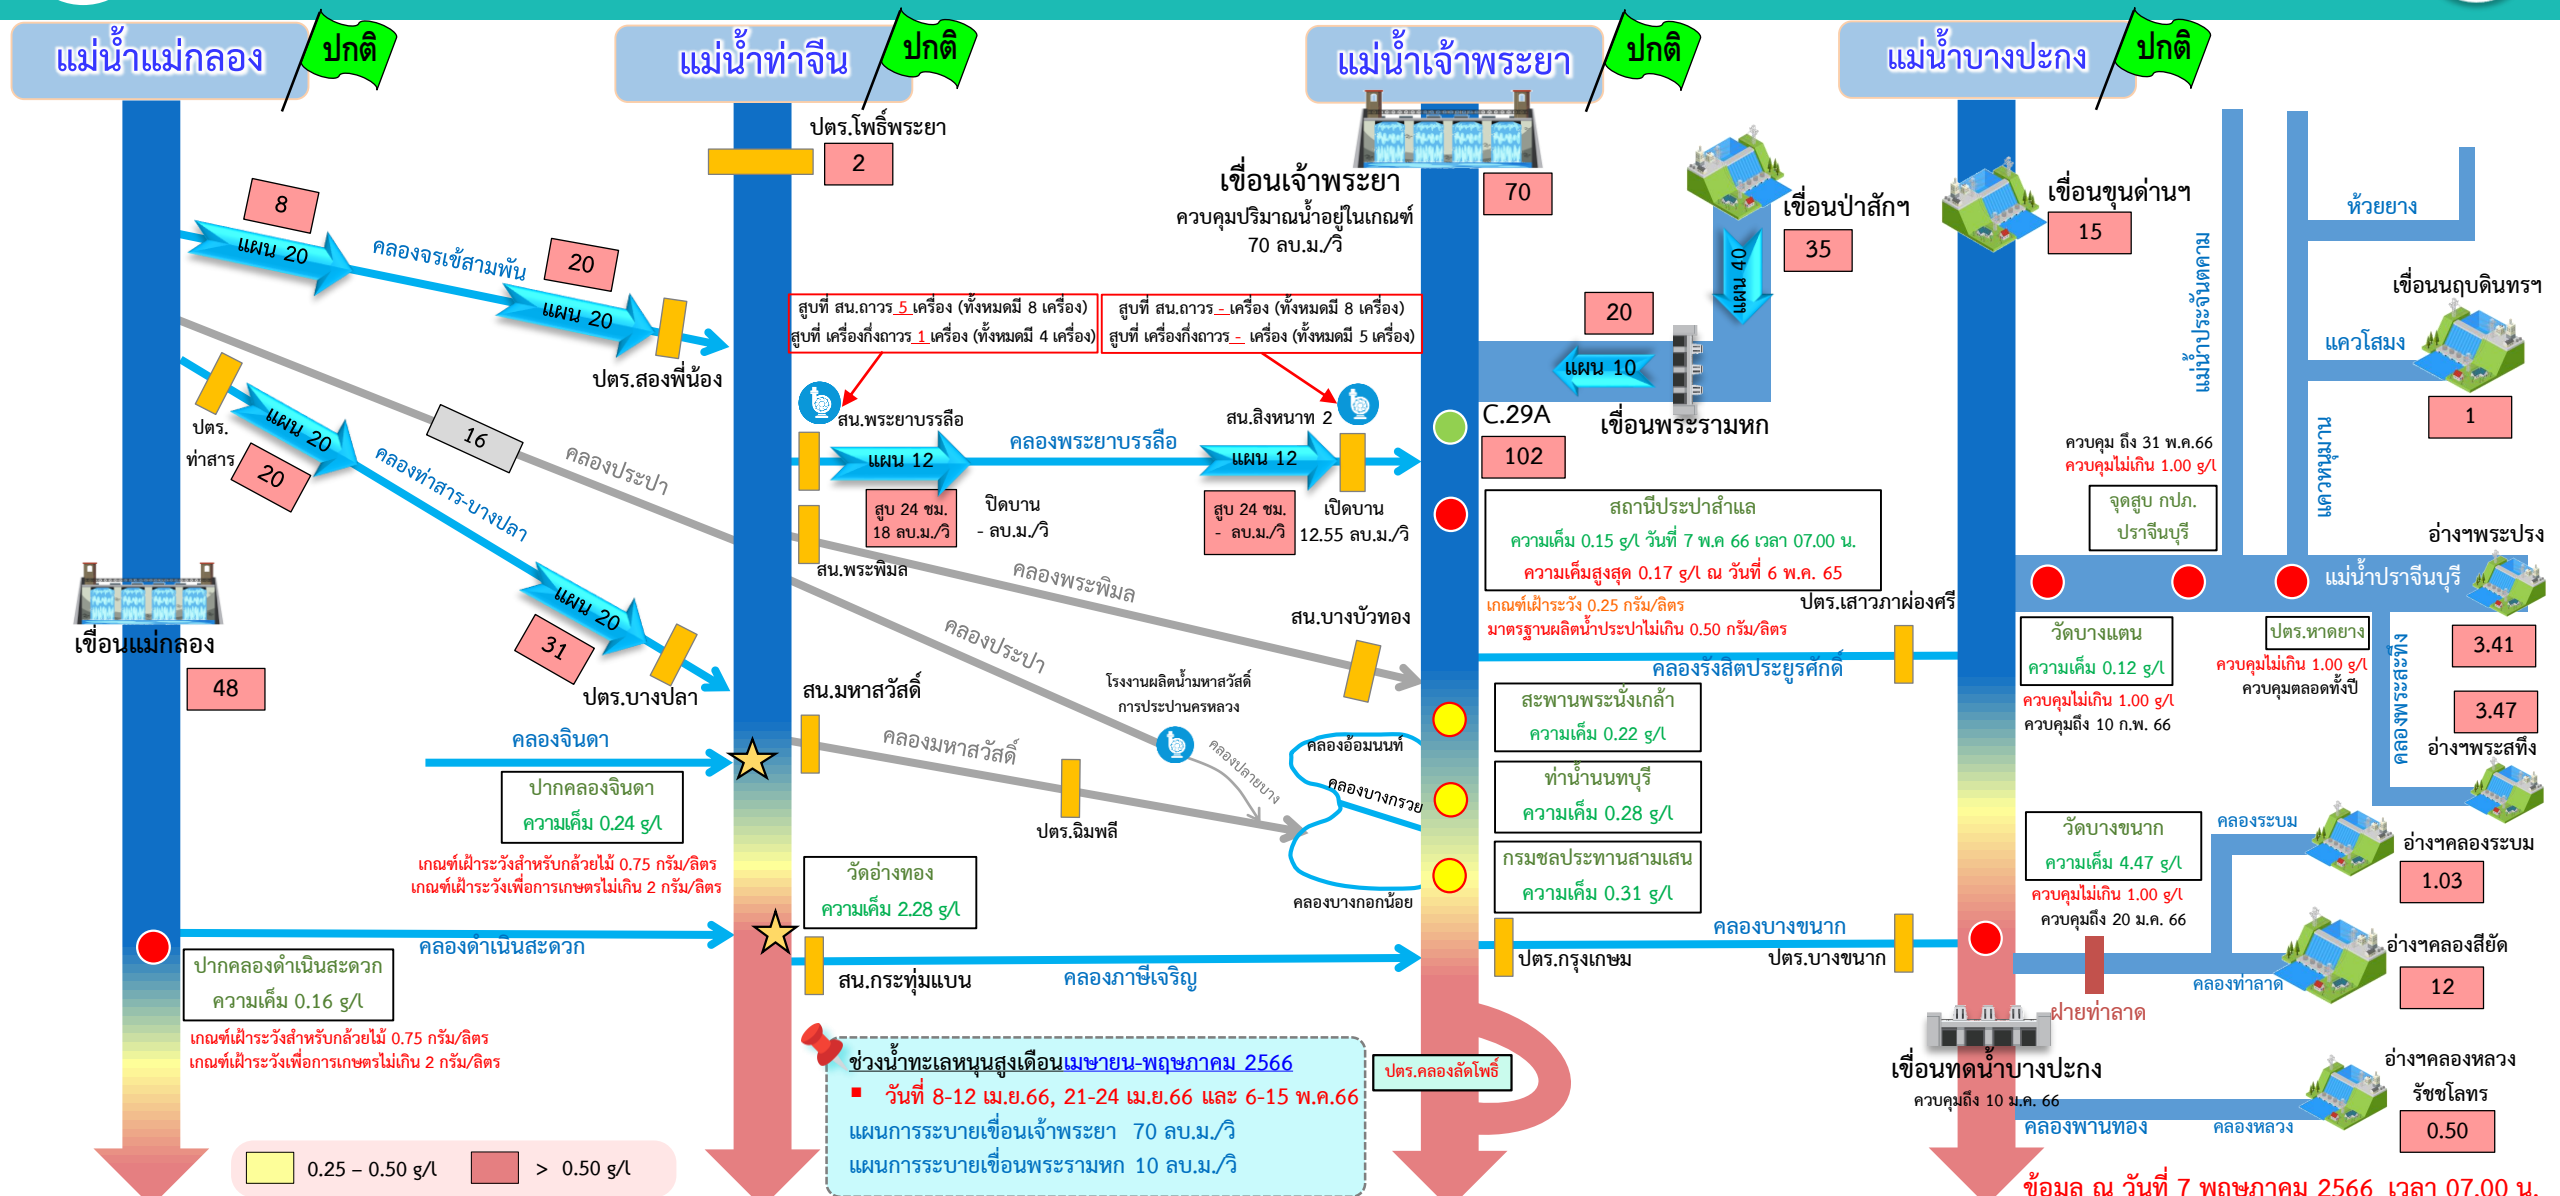 แม่น้ำแม่กลอง
ปกติ
แม่น้ำท่าจีน
ปกติ
แม่น้ำเจ้าพระยา
ปกติ
แม่น้ำบางปะกง
ปกติ
8
แผน 20
คลองจรเข้สามพัน
20
แผน 20
ปตร.สองพี่น้อง
ปตร.
ท่าสาร
แผน 20
20
คลองท่าสาร-บางปลา
16
คลองประปา
แผน 20
31
ปตร.บางปลา
เขื่อนแม่กลอง
48
คลองจินดา
ปากคลองจินดา
ความเค็ม 0.24 g/l
เกณฑ์เฝ้าระวังสำหรับกล้วยไม้ 0.75 กรัม/ลิตร
เกณฑ์เฝ้าระวังเพื่อการเกษตรไม่เกิน 2 กรัม/ลิตร
คลองดำเนินสะดวก
ปากคลองดำเนินสะดวก
ความเค็ม 0.16 g/l
เกณฑ์เฝ้าระวังสำหรับกล้วยไม้ 0.75 กรัม/ลิตร
เกณฑ์เฝ้าระวังเพื่อการเกษตรไม่เกิน 2 กรัม/ลิตร
0.25 – 0.50 g/l
> 0.50 g/l
ปตร.โพธิ์พระยา
2
สูบที่ สน.ถาวร 5 เครื่อง (ทั้งหมดมี 8 เครื่อง)
สูบที่ เครื่องกึ่งถาวร 1 เครื่อง (ทั้งหมดมี 4 เครื่อง)
สูบที่ สน.ถาวร - เครื่อง (ทั้งหมดมี 8 เครื่อง)
สูบที่ เครื่องกึ่งถาวร - เครื่อง (ทั้งหมดมี 5 เครื่อง)
สน.พระยาบรรลือ
แผน 12
คลองพระยาบรรลือ
สน.สิงหนาท 2
แผน 12
สูบ 24 ชม.
18 ลบ.ม./วิ
ปิดบาน
- ลบ.ม./วิ
สูบ 24 ชม.
- ลบ.ม./วิ
เปิดบาน
12.55 ลบ.ม./วิ
สน.พระพิมล
คลองพระพิมล
สน.บางบัวทอง
คลองประปา
โรงงานผลิตน้ำมหาสวัสดิ์
การประปานครหลวง
สน.มหาสวัสดิ์
คลองมหาสวัสดิ์
ปตร.ฉิมพลี
คลองปลายบาง
คลองอ้อมนนท์
คลองบางกรวย
คลองบางกอกน้อย
วัดอ่างทอง
ความเค็ม 2.28 g/l
สน.กระทุ่มแบน
คลองภาษีเจริญ
ช่วงน้ำทะเลหนุนสูงเดือนเมษายน-พฤษภาคม 2566
▪ วันที่ 8-12 เม.ย.66, 21-24 เม.ย.66 และ 6-15 พ.ค.66
แผนการระบายเขื่อนเจ้าพระยา 70 ลบ.ม./วิ
แผนการระบายเขื่อนพระรามหก 10 ลบ.ม./วิ
ปตร.คลองลัดโพธิ์
เขื่อนเจ้าพระยา
ควบคุมปริมาณน้ำอยู่ในเกณฑ์
70 ลบ.ม./วิ
70
เขื่อนป่าสักฯ
35
แผน 40
20
แผน 10
เขื่อนพระรามหก
C.29A
102
สถานีประปาสำแล
ความเค็ม 0.15 g/l วันที่ 7 พ.ค 66 เวลา 07.00 น.
ความเค็มสูงสุด 0.17 g/l ณ วันที่ 6 พ.ค. 65
เกณฑ์เฝ้าระวัง 0.25 กรัม/ลิตร
มาตรฐานผลิตน้ำประปาไม่เกิน 0.50 กรัม/ลิตร
ปตร.เสาวภาผ่องศรี
คลองรังสิตประยูรศักดิ์
สะพานพระนั่งเกล้า
ความเค็ม 0.22 g/l
ท่าน้ำนนทบุรี
ความเค็ม 0.28 g/l
กรมชลประทานสามเสน
ความเค็ม 0.31 g/l
คลองบางขนาก
ปตร.กรุงเกษม
ปตร.บางขนาก
เขื่อนขุนด่านฯ
15
แม่น้ำประจันตคาม
ห้วยยาง
เขื่อนนฤบดินทรฯ
แควโสมง
1
แควหนุมาน
ควบคุม ถึง 31 พ.ค.66
ควบคุมไม่เกิน 1.00 g/l
จุดสูบ กปภ.
ปราจีนบุรี
อ่างฯพระปรง
แม่น้ำปราจีนบุรี
วัดบางแตน
ความเค็ม 0.12 g/l
ควบคุมไม่เกิน 1.00 g/l
ควบคุมถึง 10 ก.พ. 66
ปตร.หาดยาง
ควบคุมไม่เกิน 1.00 g/l
ควบคุมตลอดทั้งปี
คลองพระสะทึง
3.41
3.47
อ่างฯพระสทึง
วัดบางขนาก
ความเค็ม 4.47 g/l
ควบคุมไม่เกิน 1.00 g/l
ควบคุมถึง 20 ม.ค. 66
คลองระบม
อ่างฯคลองระบม
1.03
อ่างฯคลองสียัด
12
คลองท่าลาด
ฝายท่าลาด
เขื่อนทดน้ำบางปะกง
ควบคุมถึง 10 ม.ค. 66
คลองพานทอง
คลองหลวง
อ่างฯคลองหลวง
รัชชโลทร
0.50
ข้อมูล ณ วันที่ 7 พฤษภาคม 2566 เวลา 07.00 น.